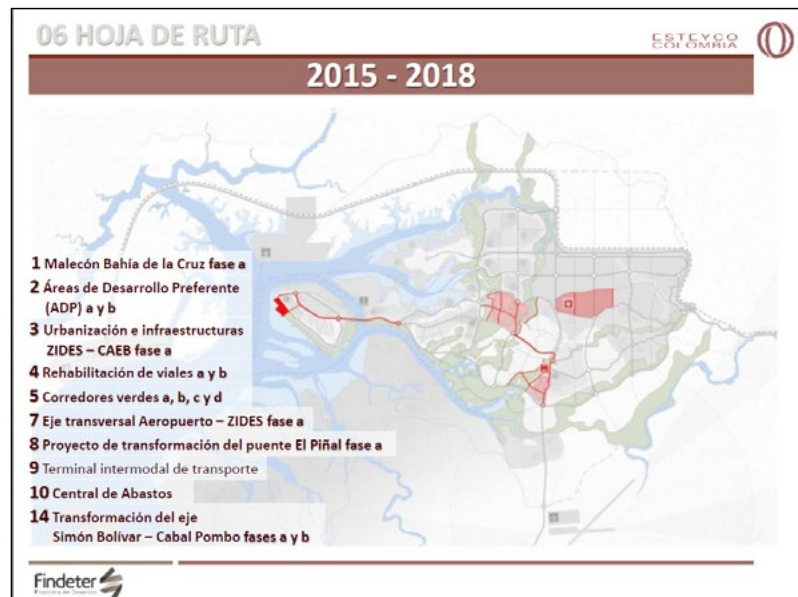 06 HOJA DE RUTA
ESTEYCO
COLOMBIA
2015 - 2018
1 Malecón Bahía de la Cruz fase a
2 Áreas de Desarrollo Preferente
(ADP) a y b
3 Urbanización e infraestructuras
ZIDES – CAEB fase a
4 Rehabilitación de viales a y b
5 Corredores verdes a, b, c y d
7 Eje transversal Aeropuerto – ZIDES fase a
8 Proyecto de transformación del puente El Piñal fase a
9 Terminal intermodal de transporte
10 Central de Abastos
14 Transformación del eje
Simón Bolívar – Cabal Pombo fases a y b
Findeter
Financiera del Desarrollo